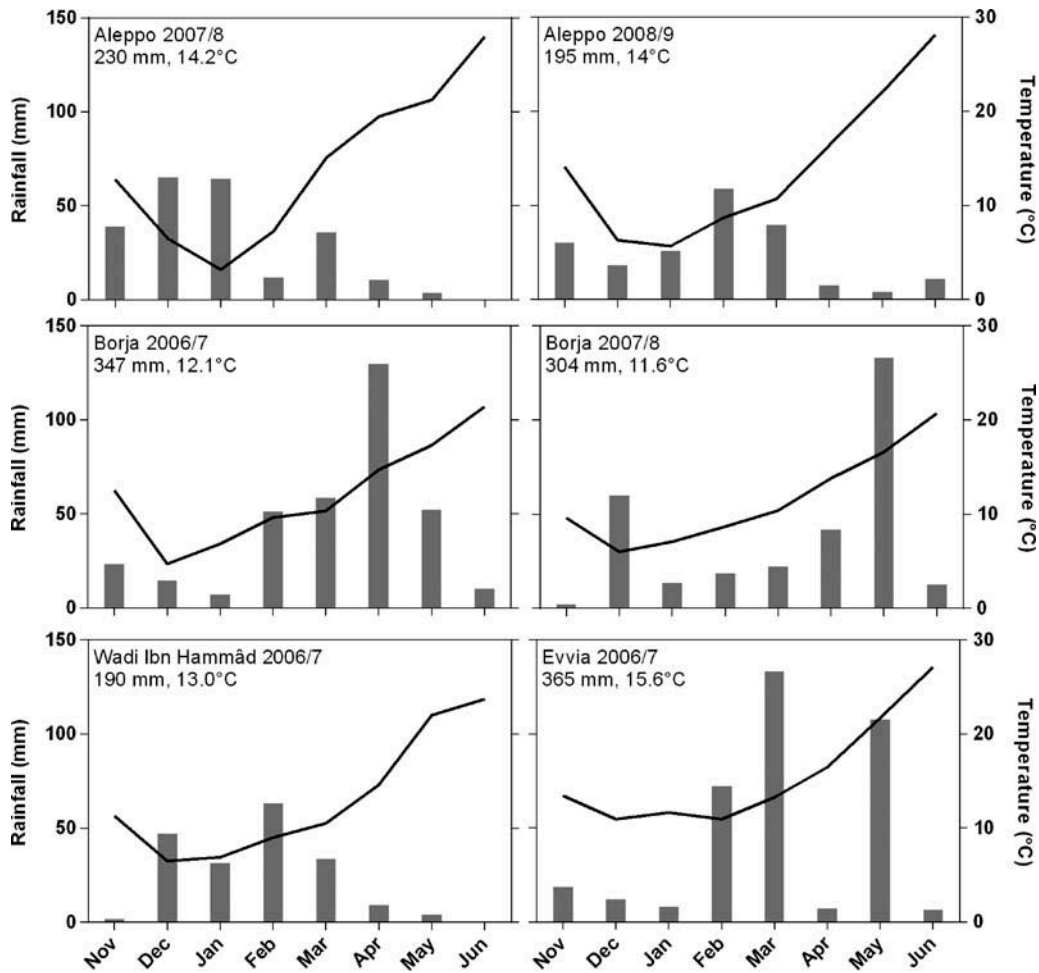 150
100
50
0
Rainfall (mm)
Aleppo 2007/8
230 mm, 14.2°C
Aleppo 2008/9
195 mm, 14°C
30
20
10
0
Temperature (°C)
150
100
50
0
Rainfall (mm)
Borja 2006/7
347 mm, 12.1°C
Borja 2007/8
304 mm, 11.6°C
30
20
10
0
Temperature (°C)
150
100
50
0
Rainfall (mm)
Wadi Ibn Hammâd 2006/7
190 mm, 13.0°C
Evvia 2006/7
365 mm, 15.6°C
30
20
10
0
Temperature (°C)
Nov Dec Jan Feb Mar Apr May Jun
Nov Dec Jan Feb Mar Apr May Jun